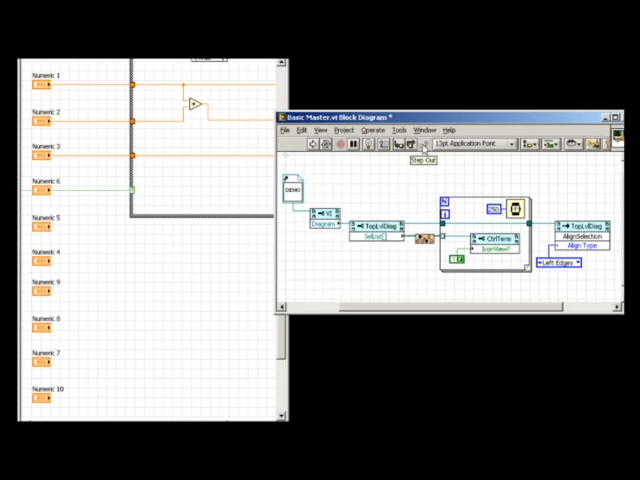 Numeric 1
Numeric 2
Numeric 3
Numeric 6
Numeric 5
Numeric 4
Numeric 9
Numeric 8
Numeric 7
Numeric 10
Basic Master.vi Block Diagram *
File Edit View Project Operate Tools Window Help
13pt Application Font
Step Out
DEMO
VI
Diagram
TopLvlDiag
SelList[]
N
i
250
CtrlTerm
IconView?
TopLvlDiag
AlignSelection
Align Type
Left Edges